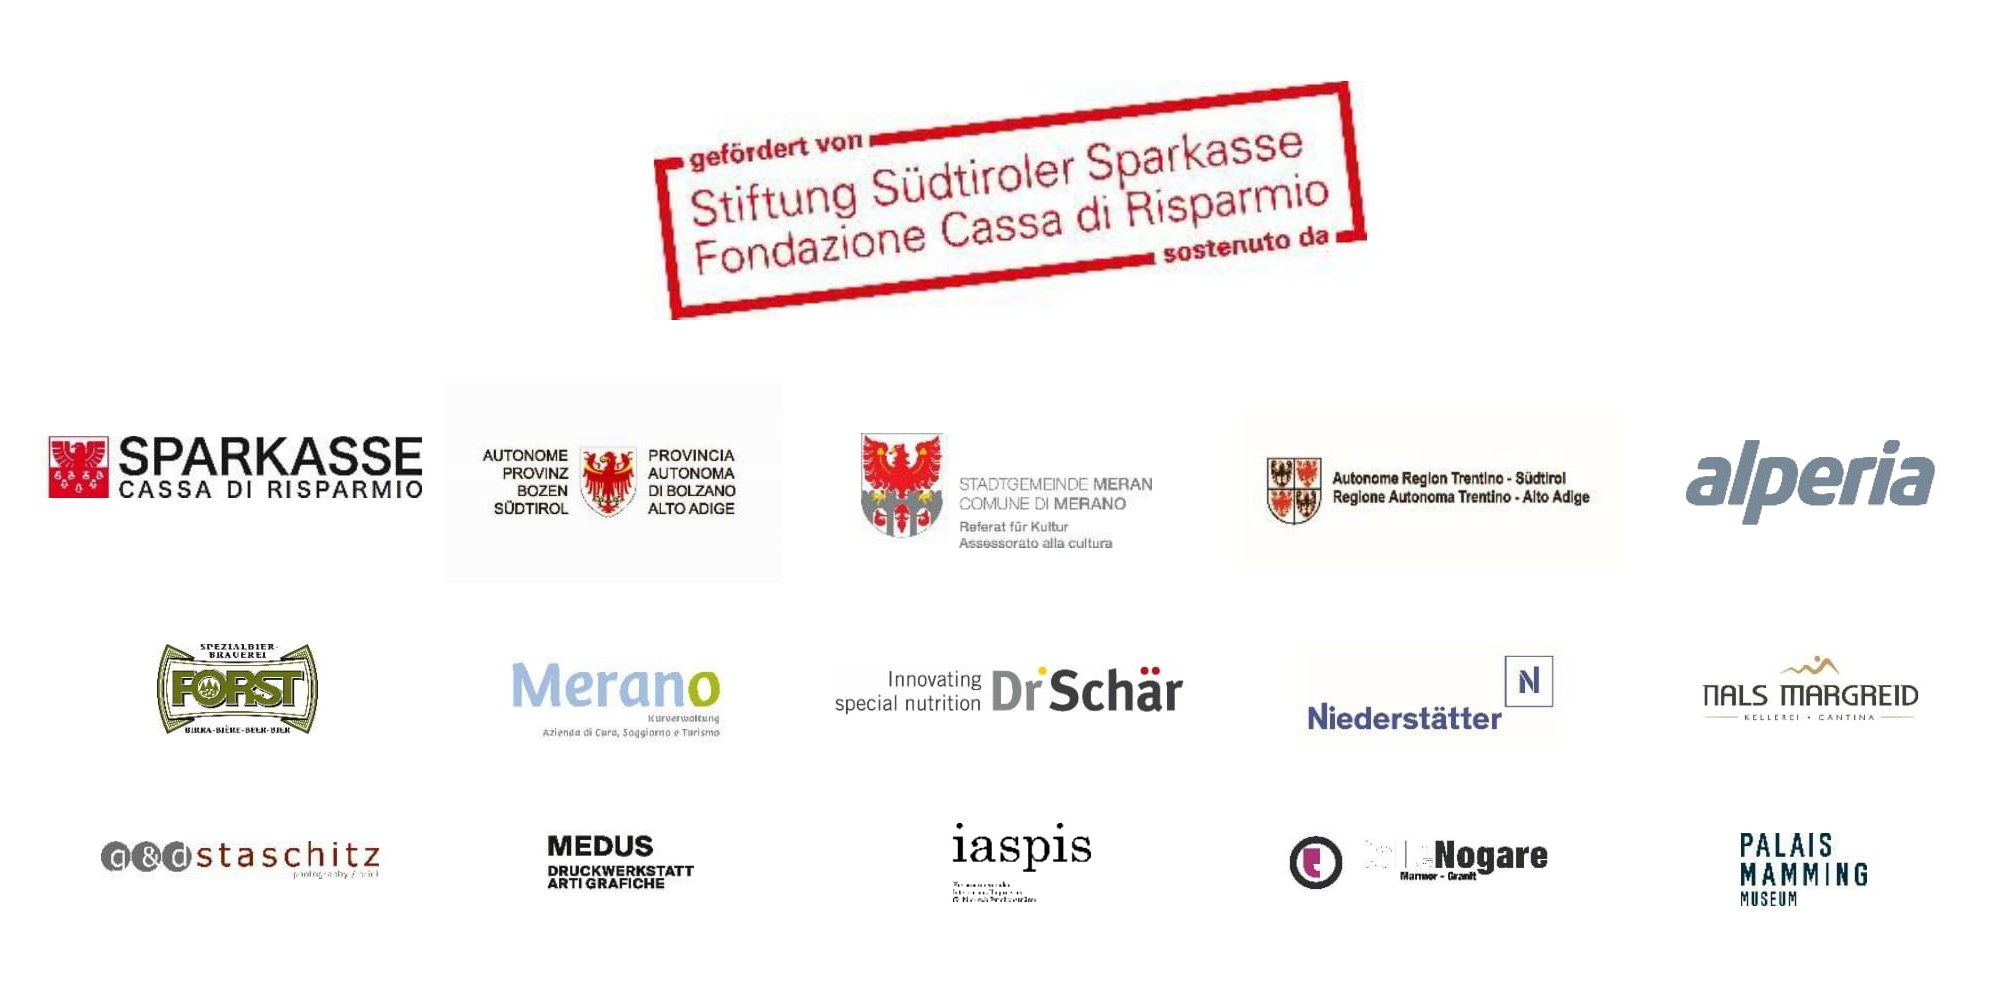 gefördert von
Stiftung Südtiroler Sparkasse
Fondazione Cassa di Risparmio
sostenuto da
SPARKASSE
CASSA DI RISPARMIO
AUTONOME
PROVINZ
BOZEN
SÜDTIROL
PROVINCIA
AUTONOMA
DI BOLZANO
ALTO ADIGE
STADTGEMEINDE MERAN
COMUNE DI MERANO
Referat für Kultur
Assessorato alla cultura
Autonome Region Trentino - Südtirol
Regione Autonoma Trentino - Alto Adige
alperia
SPEZIALBIER-
BRAUEREI
FORST
BIRRA-BIÈRE-BEER-BIER
Merano
Kurverwaltung
Azienda di Cura, Soggiorno e Turismo
Innovating
special nutrition
Dr Schär
N
Niederstätter
NALS MARGREID
KELLEREI • CANTINA
a&dstaschitz
MEDUS
DRUCKWERKSTATT
ARTI GRAFICHE
iaspis
Nogare
Marmor - Granit
PALAIS
MAMMING
MUSEUM